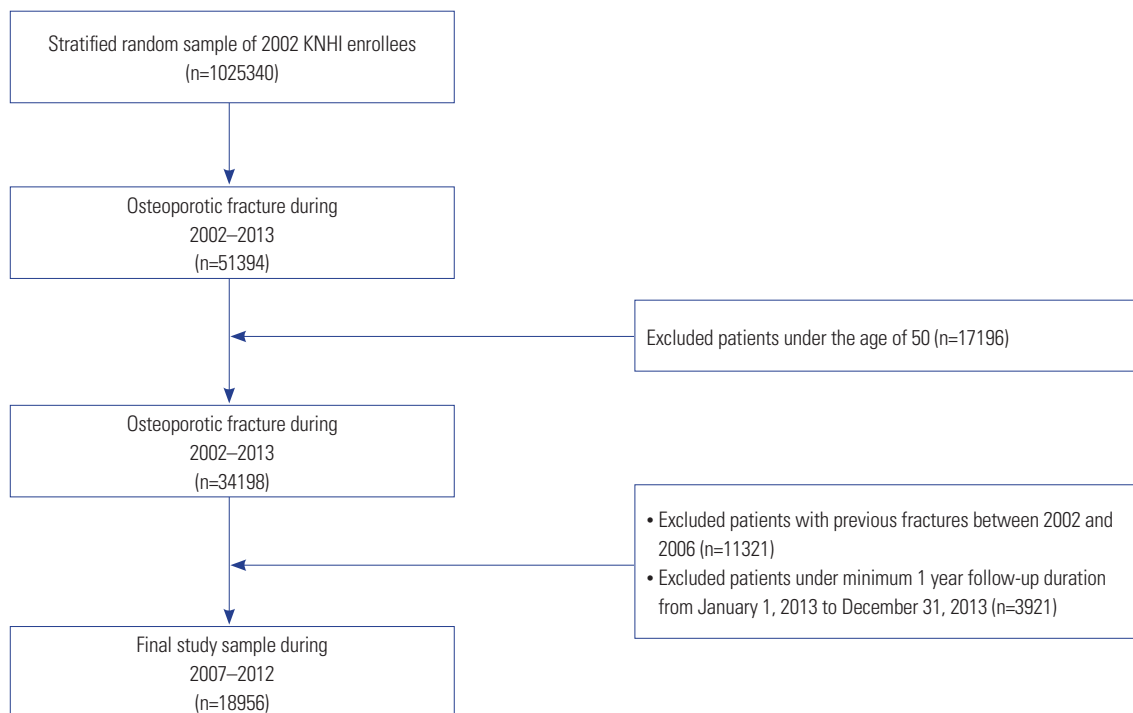 Stratified random sample of 2002 KNHI enrollees
(n=1025340)
Osteoporotic fracture during
2002–2013
(n=51394)
Excluded patients under the age of 50 (n=17196)
Osteoporotic fracture during
2002–2013
(n=34198)
• Excluded patients with previous fractures between 2002 and
2006 (n=11321)
• Excluded patients under minimum 1 year follow-up duration
from January 1, 2013 to December 31, 2013 (n=3921)
Final study sample during
2007–2012
(n=18956)